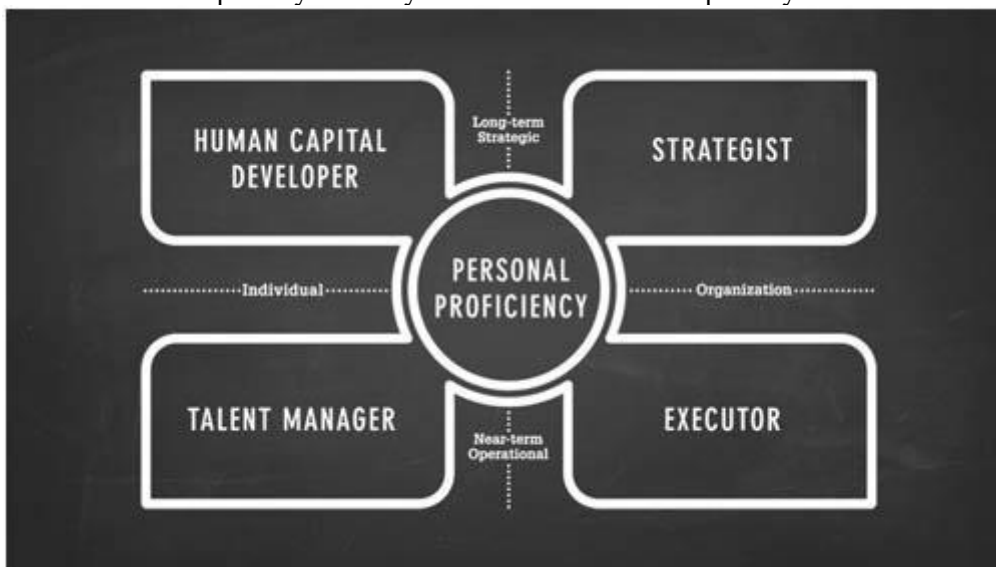 HUMAN CAPITAL
DEVELOPER
Long-term
Strategic
STRATEGIST
Individual
PERSONAL
PROFICIENCY
Organization
TALENT MANAGER
Near-term
Operational
EXECUTOR